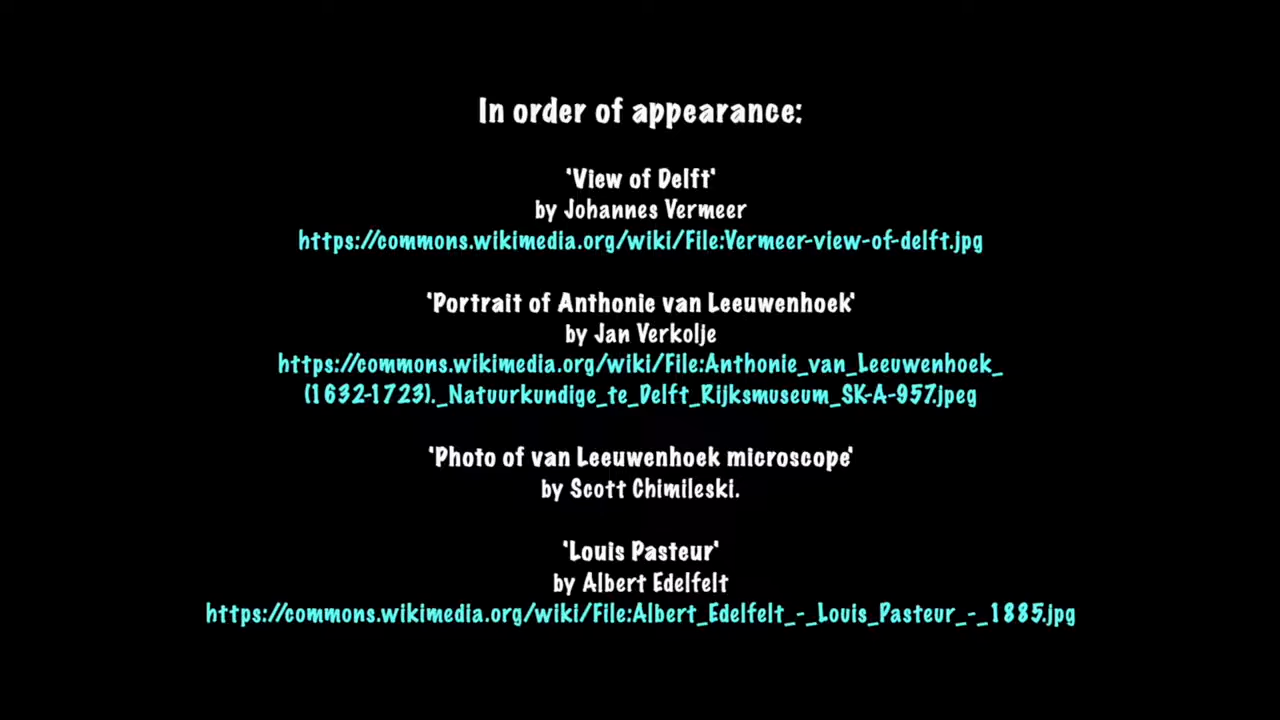 In order of appearance:
'View of Delft'
by Johannes Vermeer
https://commons.wikimedia.org/wiki/File:Vermeer-view-of-delft.jpg
'Portrait of Anthonie van Leeuwenhoek'
by Jan Verkolje
https://commons.wikimedia.org/wiki/File:Anthonie_van_Leeuwenhoek_
(1632-1723)._Natuurkundige_te_Delft_Rijksmuseum_SK-A-957.jpeg
'Photo of van Leeuwenhoek microscope'
by Scott Chimileski.
'Louis Pasteur'
by Albert Edelfelt
https://commons.wikimedia.org/wiki/File:Albert_Edelfelt_-_Louis_Pasteur_-_1885.jpg